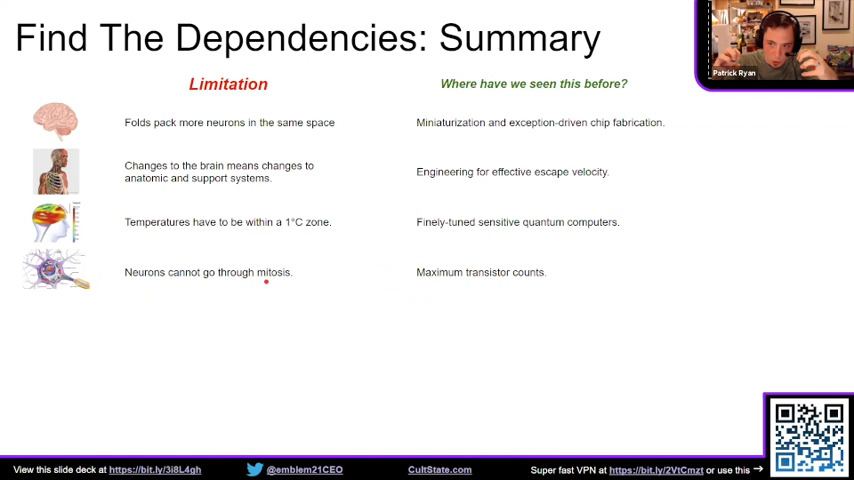 Find The Dependencies: Summary
Patrick Ryan
Limitation
Where have we seen this before?
Folds pack more neurons in the same space
Miniaturization and exception-driven chip fabrication.
Changes to the brain means changes to
anatomic and support systems.
Engineering for effective escape velocity.
Temperatures have to be within a 1°C zone.
Finely-tuned sensitive quantum computers.
Neurons cannot go through mitosis.
Maximum transistor counts.
View this slide deck at https://bit.ly/3i8L4gh
@emblem21CEO
CultState.com
Super fast VPN at https://bit.ly/2VtCmzt or use this →